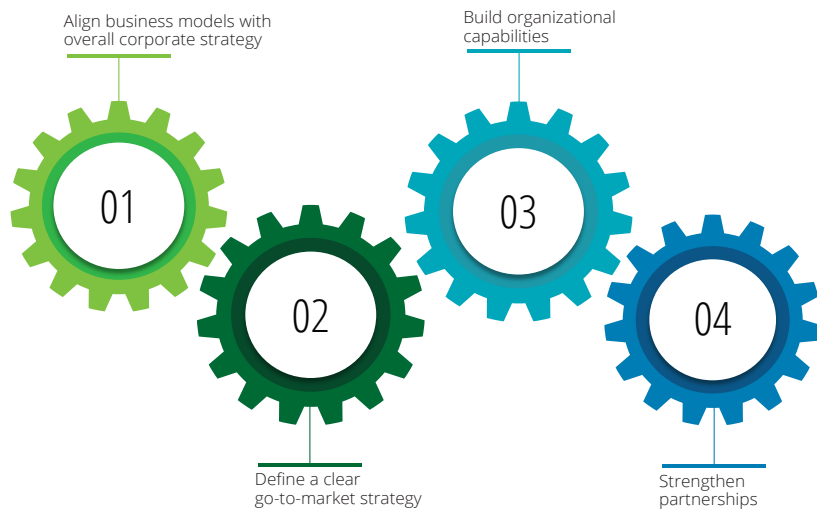 Align business models with
overall corporate strategy
01
Define a clear
go-to-market strategy
02
Build organizational
capabilities
03
Strengthen
partnerships
04